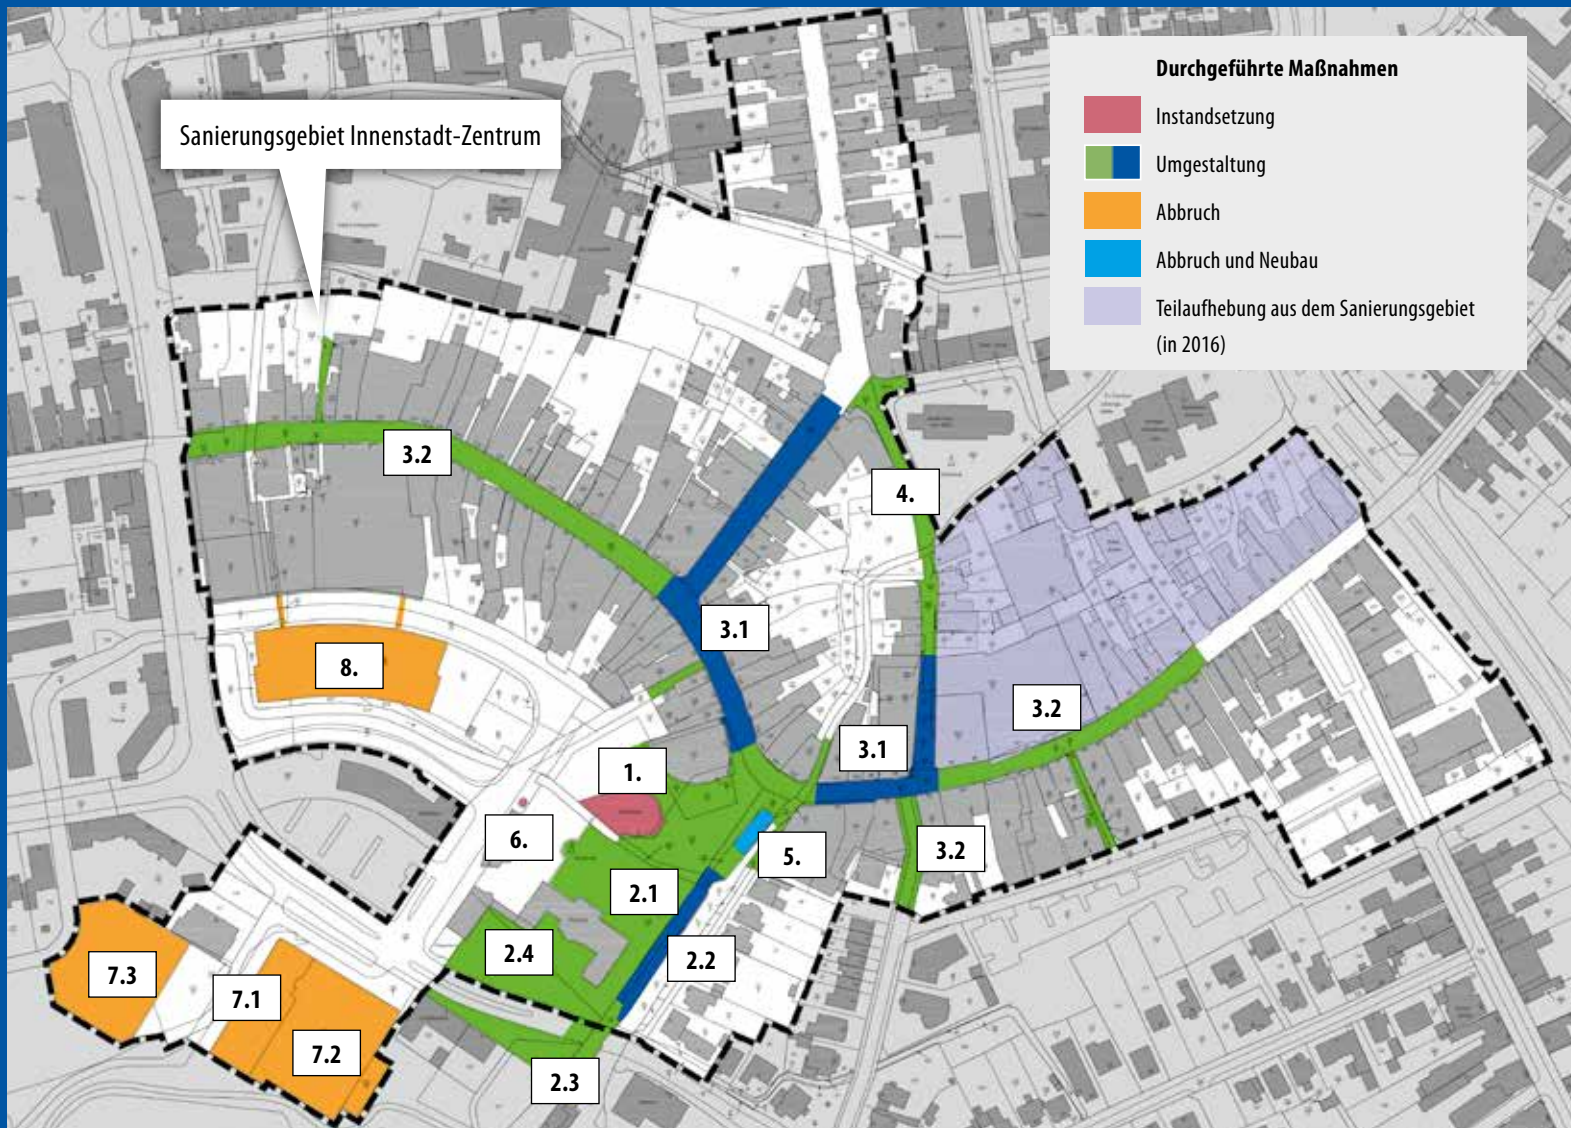 Sanierungsgebiet Innenstadt-Zentrum
Durchgeführte Maßnahmen
Instandsetzung
Umgestaltung
Abbruch
Abbruch und Neubau
Teilaufhebung aus dem Sanierungsgebiet
(in 2016)
3.2
4.
3.1
8.
3.2
3.1
1.
6.
5.
3.2
2.1
2.4
2.2
7.3
7.1
7.2
2.3